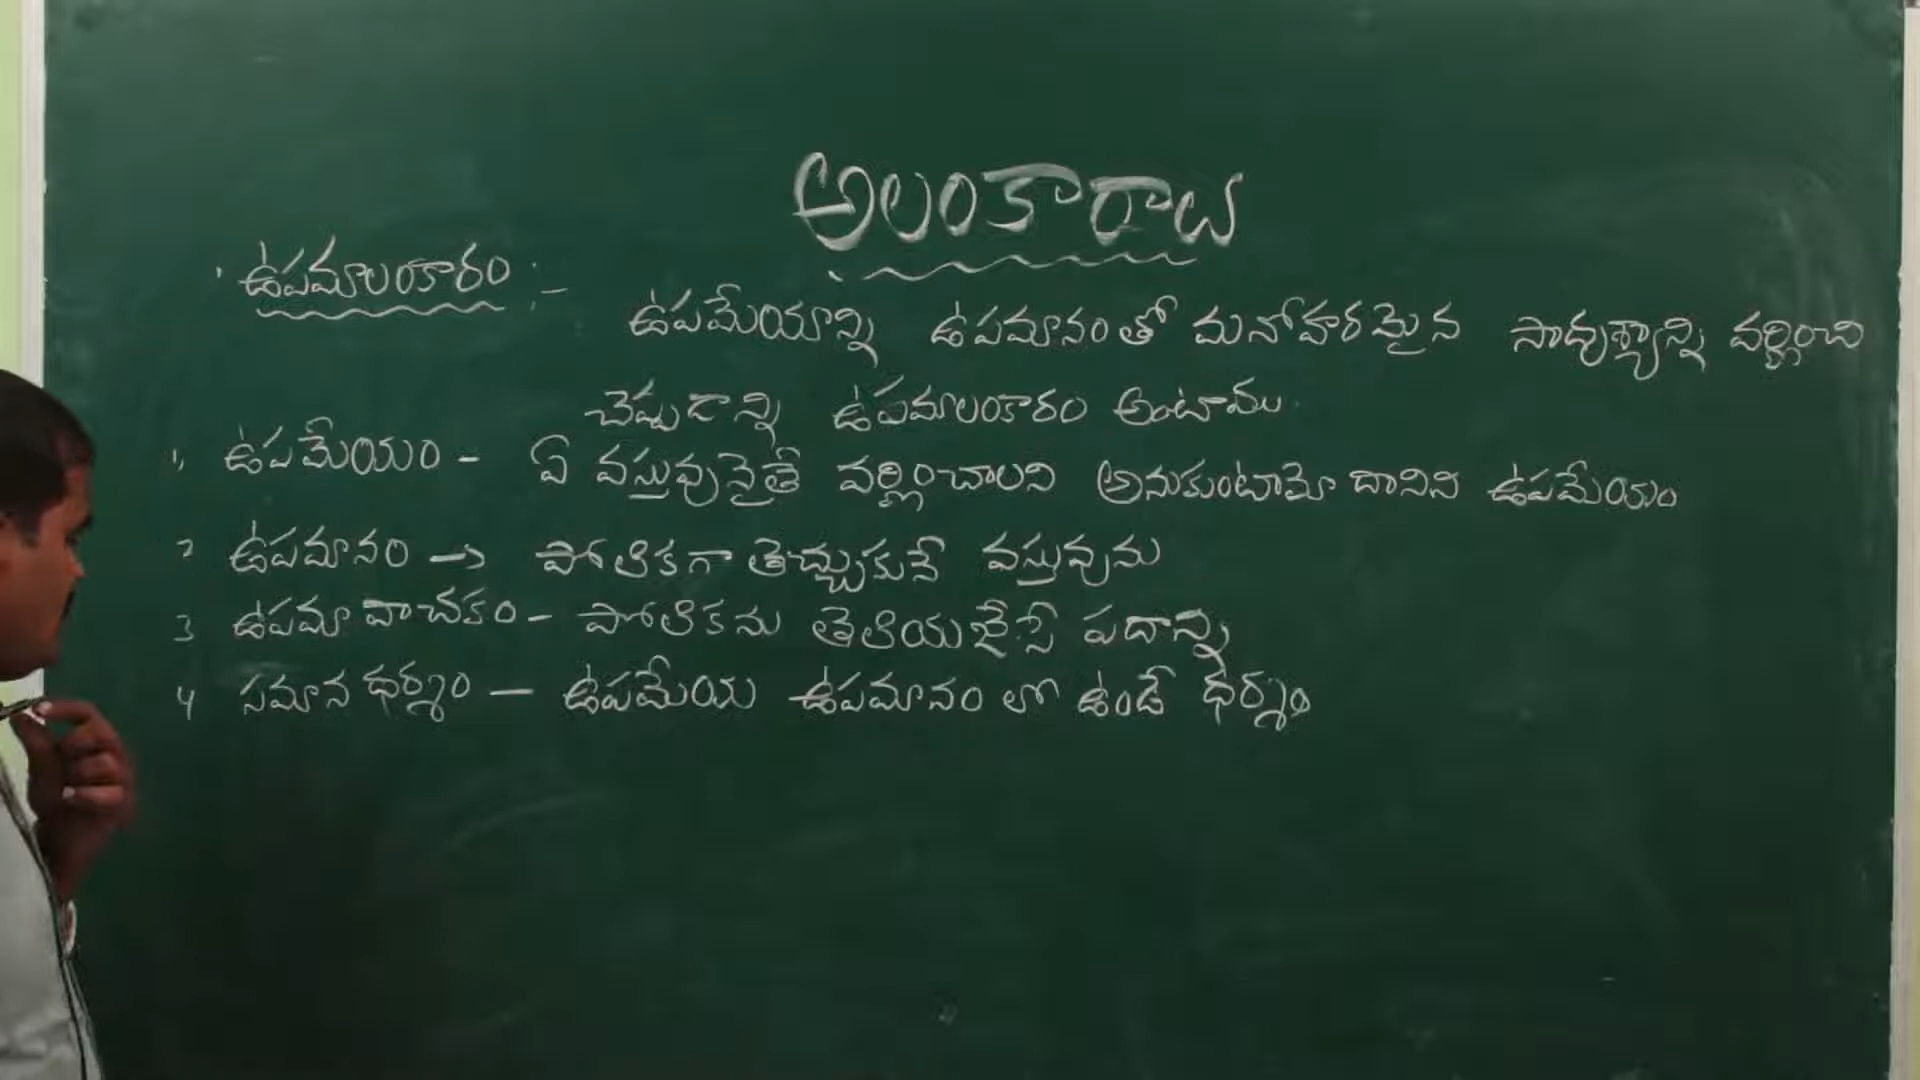 అలంకారాలు
ఉపమాలంకారం :-
ఉపమేయాన్ని ఉపమానంతో మనోహరమైన సాదృశ్యాన్ని వర్ణించి
చెప్పడాన్ని ఉపమాలంకారం అంటాము.
1, ఉపమేయం - ఏ వస్తువునైతే వర్ణించాలని అనుకుంటామో దానిని ఉపమేయం
2 ఉపమానం -> పోలికగా తెచ్చుకునే వస్తువును
3 ఉపమా వాచకం - పోలికను తెలియజేసే పదాన్ని
4 సమాన ధర్మం - ఉపమేయ ఉపమానం లో ఉండే ధర్మం